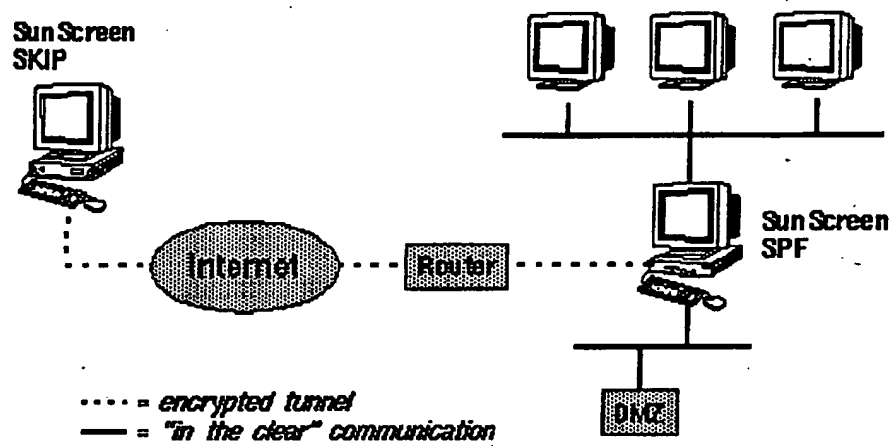 SunScreen
SKIP
Internet
Router
SunScreen
SPF
DMZ
---- = encrypted tunnel
— = "in the clear" communication